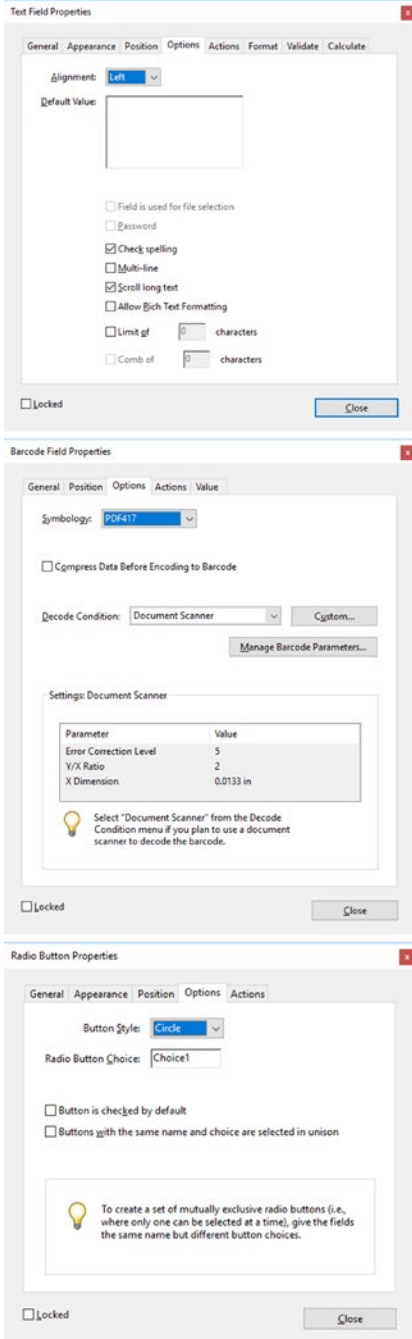 Text Field Properties
x
General Appearance Position Options Actions Format Validate Calculate
Alignment: Left
Default Value:
Field is used for file selection
Password
Check spelling
Multi-line
Scroll long text
Allow Rich Text Formatting
Limit of 0 characters
Comb of 0 characters
Locked
Close
Barcode Field Properties
x
General Position Options Actions Value
Symbology: PDF417
Compress Data Before Encoding to Barcode
Decode Condition: Document Scanner Custom...
Manage Barcode Parameters...
Settings: Document Scanner
Parameter Value
Error Correction Level 5
Y/X Ratio 2
X Dimension 0.0133 in
Select "Document Scanner" from the Decode
Condition menu if you plan to use a document
scanner to decode the barcode.
Locked
Close
Radio Button Properties
x
General Appearance Position Options Actions
Button Style: Circle
Radio Button Choice: Choice1
Button is checked by default
Buttons with the same name and choice are selected in unison
To create a set of mutually exclusive radio buttons (i.e.,
where only one can be selected at a time), give the fields
the same name but different button choices.
Locked
Close